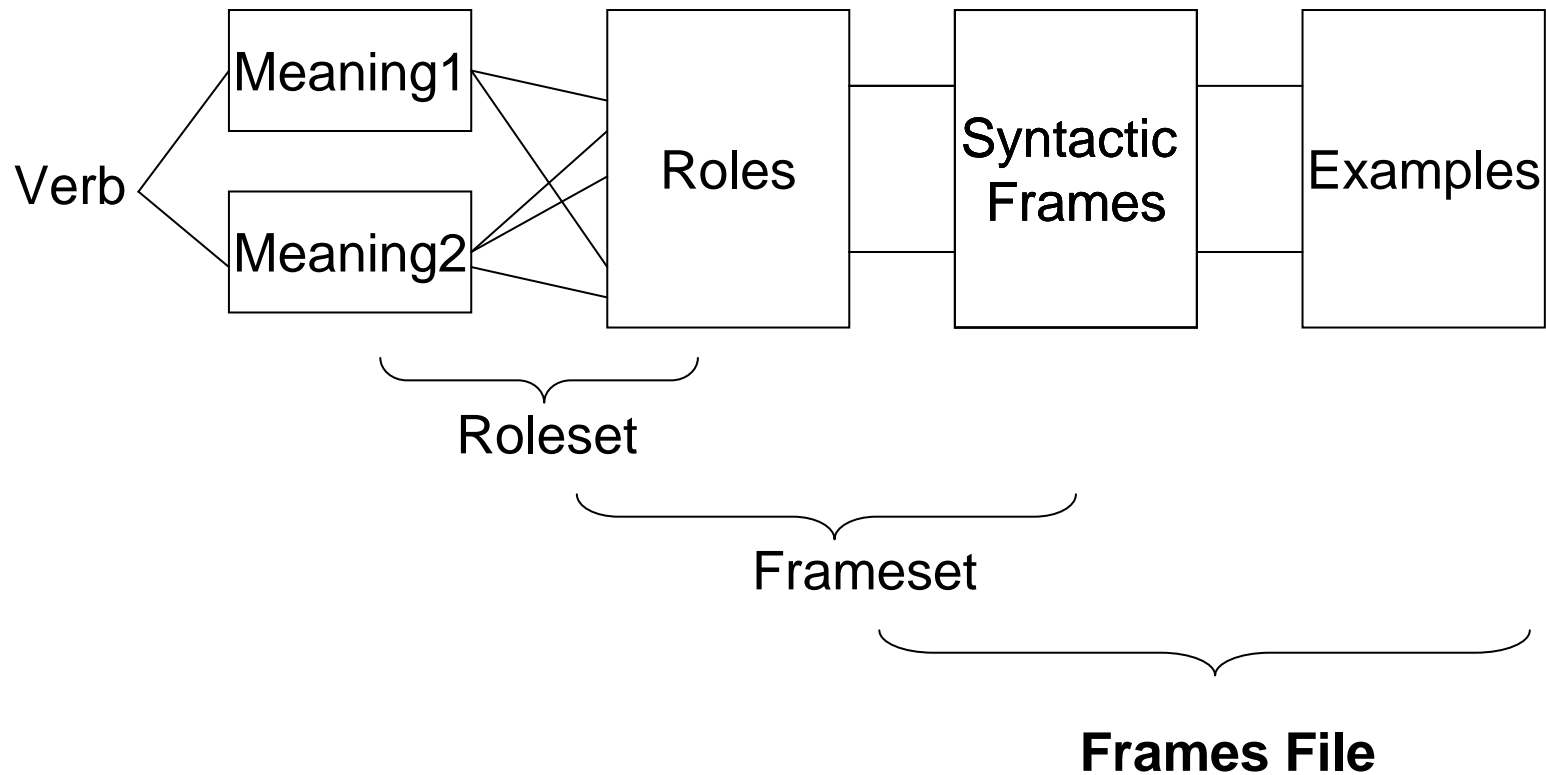 Verb
Meaning1
Meaning2
Roles
Syntactic
Frames
Examples
Roleset
Frameset
Frames File